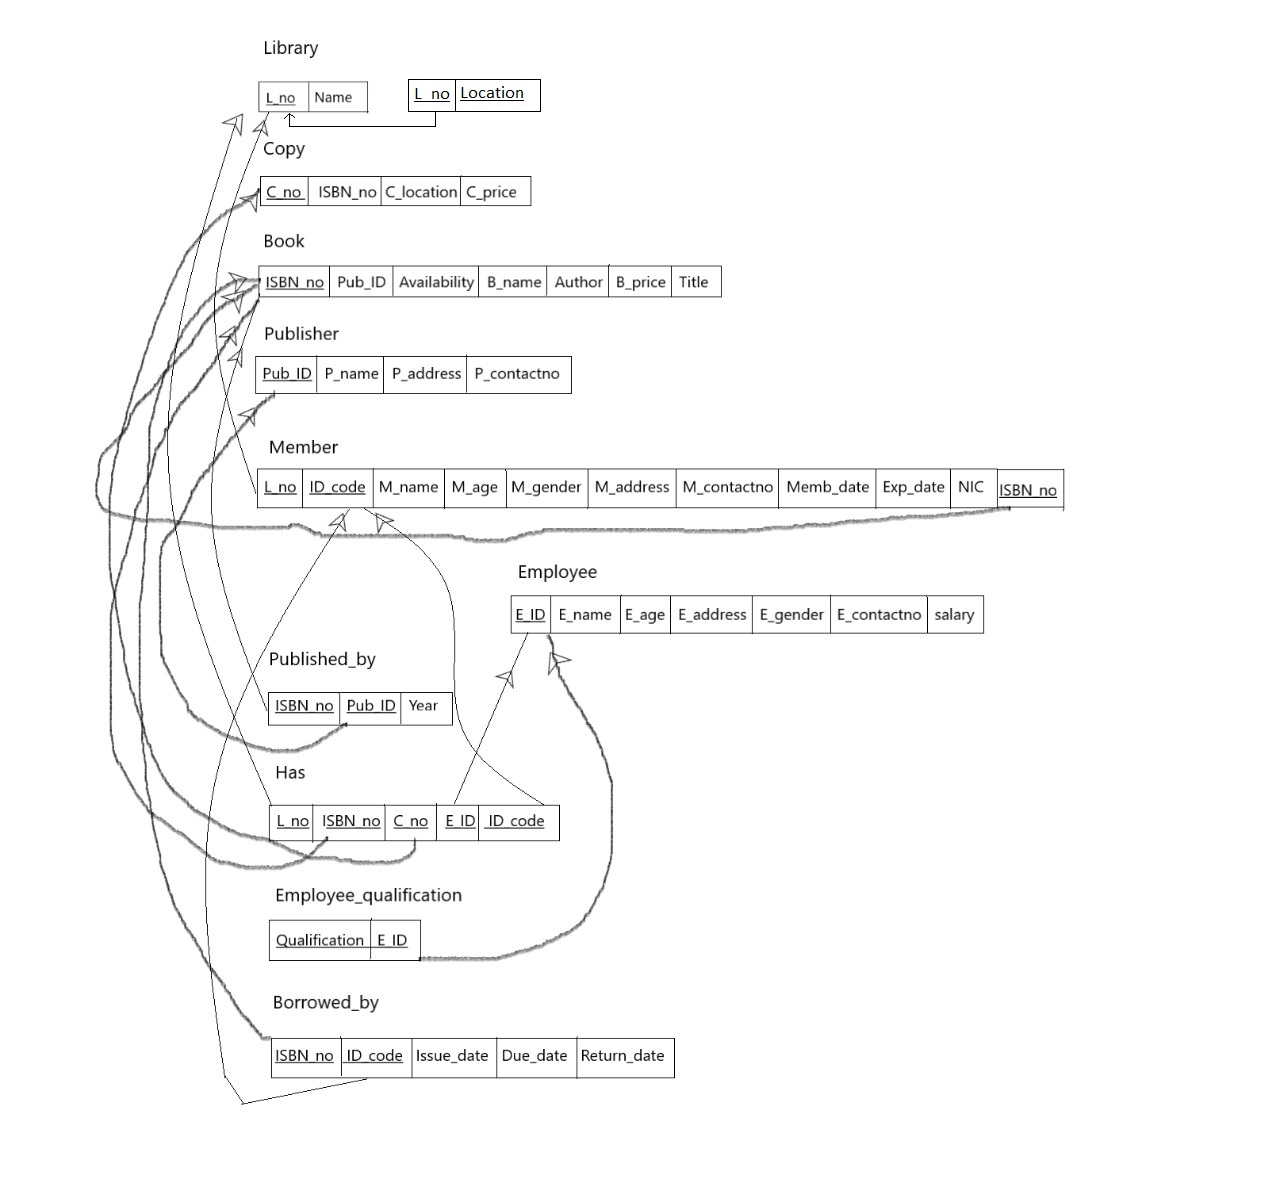 Library
L_no Name L_no Location
Copy
C_no ISBN_no C_location C_price
Book
ISBN_no Pub_ID Availability B_name Author B_price Title
Publisher
Pub_ID P_name P_address P_contactno
Member
L_no ID_code M_name M_age M_gender M_address M_contactno Memb_date Exp_date NIC ISBN_no
Employee
E_ID E_name E_age E_address E_gender E_contactno salary
Published_by
ISBN_no Pub_ID Year
Has
L_no ISBN_no C_no E_ID ID_code
Employee_qualification
Qualification E_ID
Borrowed_by
ISBN_no ID_code Issue_date Due_date Return_date